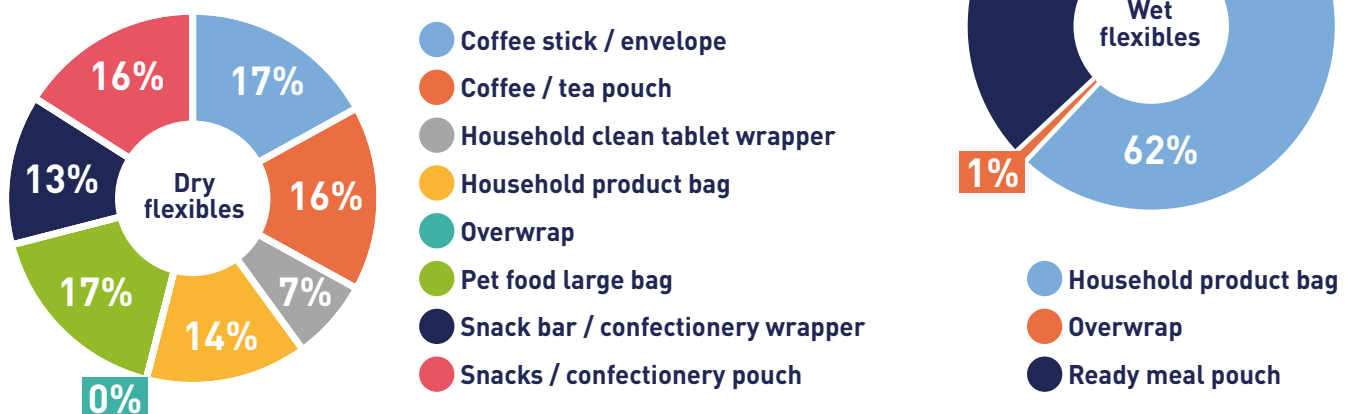 16%
17%
13%
Dry
flexibles
16%
17%
7%
14%
0%
Coffee stick / envelope
Coffee / tea pouch
Household clean tablet wrapper
Household product bag
Overwrap
Pet food large bag
Snack bar / confectionery wrapper
Snacks / confectionery pouch
Wet
flexibles
62%
1%
Household product bag
Overwrap
Ready meal pouch